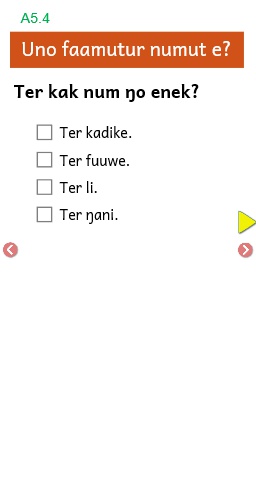 A5.4
Uno faamutur numut e?
Ter kak num ŋo enek?
Ter kadike.
Ter fuuwe.
Ter li.
Ter ŋani.